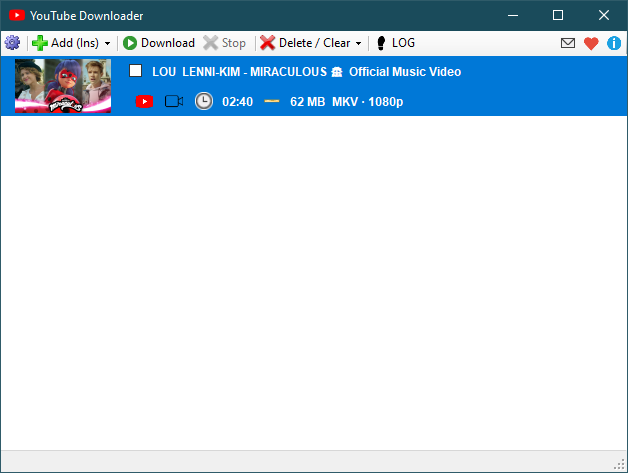 YouTube Downloader
Add (Ins) Download Stop Delete / Clear LOG
LOU LENNI-KIM - MIRACULOUS 🐞 Official Music Video
02:40 62 MB MKV · 1080p